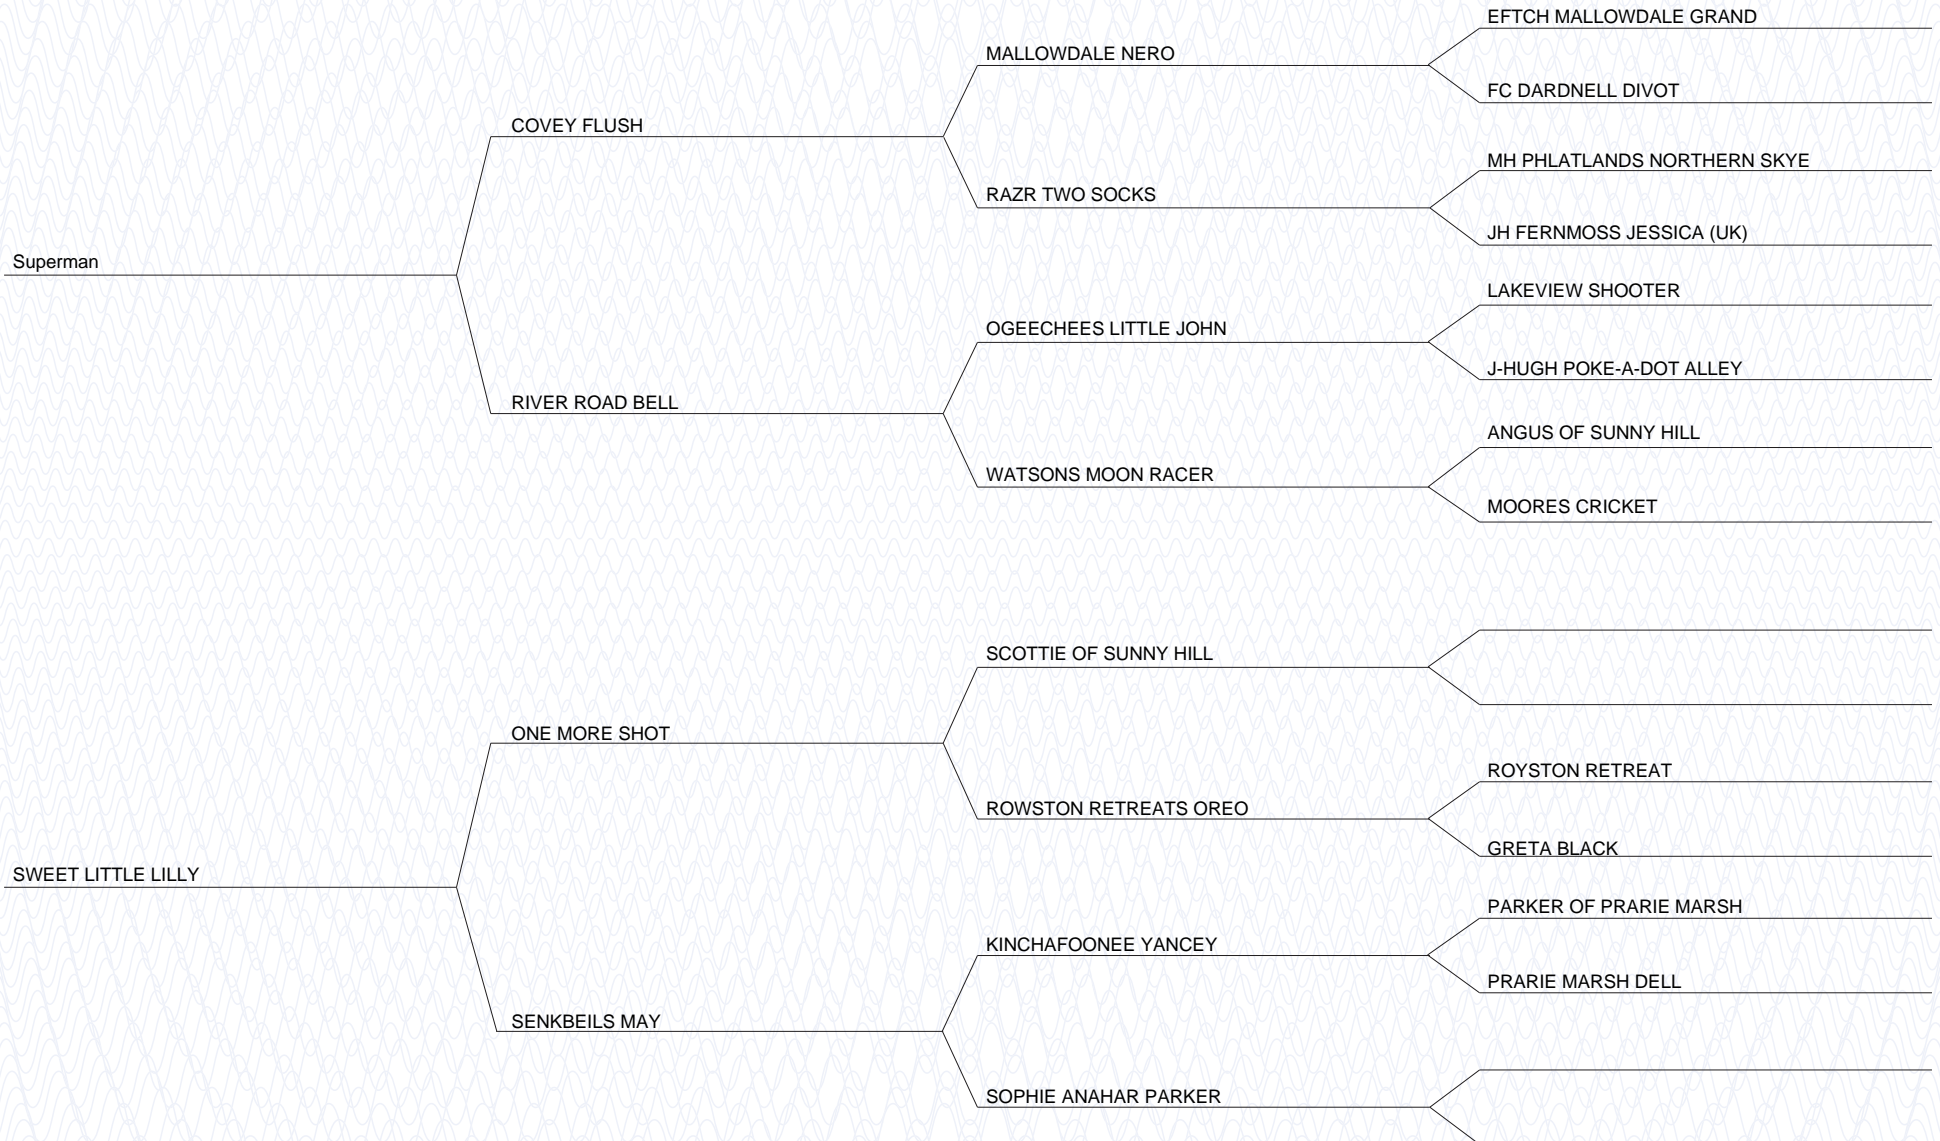 EFTCH MALLOWDALE GRAND
MALLOWDALE NERO
FC DARDNELL DIVOT
COVEY FLUSH
MH PHLATLANDS NORTHERN SKYE
RAZR TWO SOCKS
JH FERNMOSS JESSICA (UK)
Superman
LAKEVIEW SHOOTER
OGEECHEES LITTLE JOHN
J-HUGH POKE-A-DOT ALLEY
RIVER ROAD BELL
ANGUS OF SUNNY HILL
WATSONS MOON RACER
MOORES CRICKET
SCOTTIE OF SUNNY HILL
ONE MORE SHOT
ROYSTON RETREAT
ROWSTON RETREATS OREO
GRETA BLACK
SWEET LITTLE LILLY
PARKER OF PRARIE MARSH
KINCHAFOONEE YANCEY
PRARIE MARSH DELL
SENKBEILS MAY
SOPHIE ANAHAR PARKER